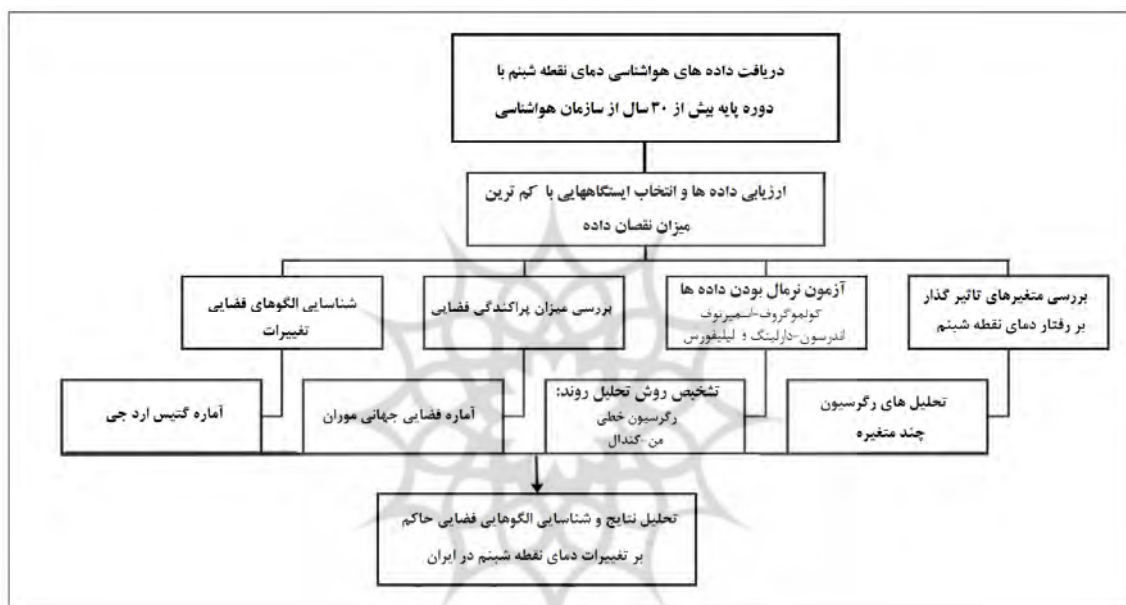 دریافت داده های هواشناسی دمای نقطه شبنم با
دوره پایه بیش از ۳۰ سال از سازمان هواشناسی
ارزیابی داده ها و انتخاب ایستگاههایی با کم ترین
میزان نقصان داده
بررسی متغیرهای تاثیر گذار
بر رفتار دمای نقطه شبنم
آزمون نرمال بودن داده ها
کولموگروف-اسمیرنوف
اندرسون-دارلینگ و لیلیفورس
بررسی میزان پراکندگی فضایی
شناسایی الگوهای فضایی
تغییرات
تحلیل های رگرسیون
چند متغیره
تشخیص روش تحلیل روند:
رگرسیون خطی
من-کندال
آماره فضایی جهانی موران
آماره گتیس ارد جی
تحلیل نتایج و شناسایی الگوهایی فضایی حاکم
بر تغییرات دمای نقطه شبنم در ایران